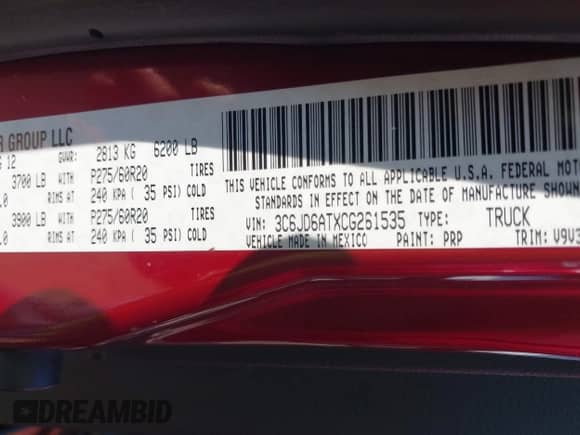 R GROUP LLC
G 12 GVWR: 2813 KG 6200 LB
3700 LB WITH P275/60R20 TIRES
.0 RIMS AT 240 KPA ( 35 PSI) COLD
3900 LB WITH P275/60R20 TIRES
.0 RIMS AT 240 KPA ( 35 PSI) COLD
THIS VEHICLE CONFORMS TO ALL APPLICABLE U.S.A. FEDERAL MOTOR
STANDARDS IN EFFECT ON THE DATE OF MANUFACTURE SHOWN
VIN: 3C6JD6ATXCG261535 TYPE: TRUCK
VEHICLE MADE IN MEXICO PAINT: PRP TRIM: V9V3
DREAMBID